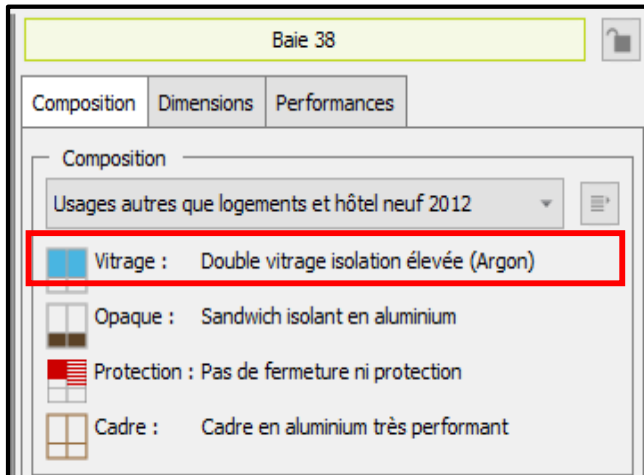 Baie 38
Composition Dimensions Performances
Composition
Usages autres que logements et hôtel neuf 2012
Vitrage : Double vitrage isolation élevée (Argon)
Opaque : Sandwich isolant en aluminium
Protection : Pas de fermeture ni protection
Cadre : Cadre en aluminium très performant